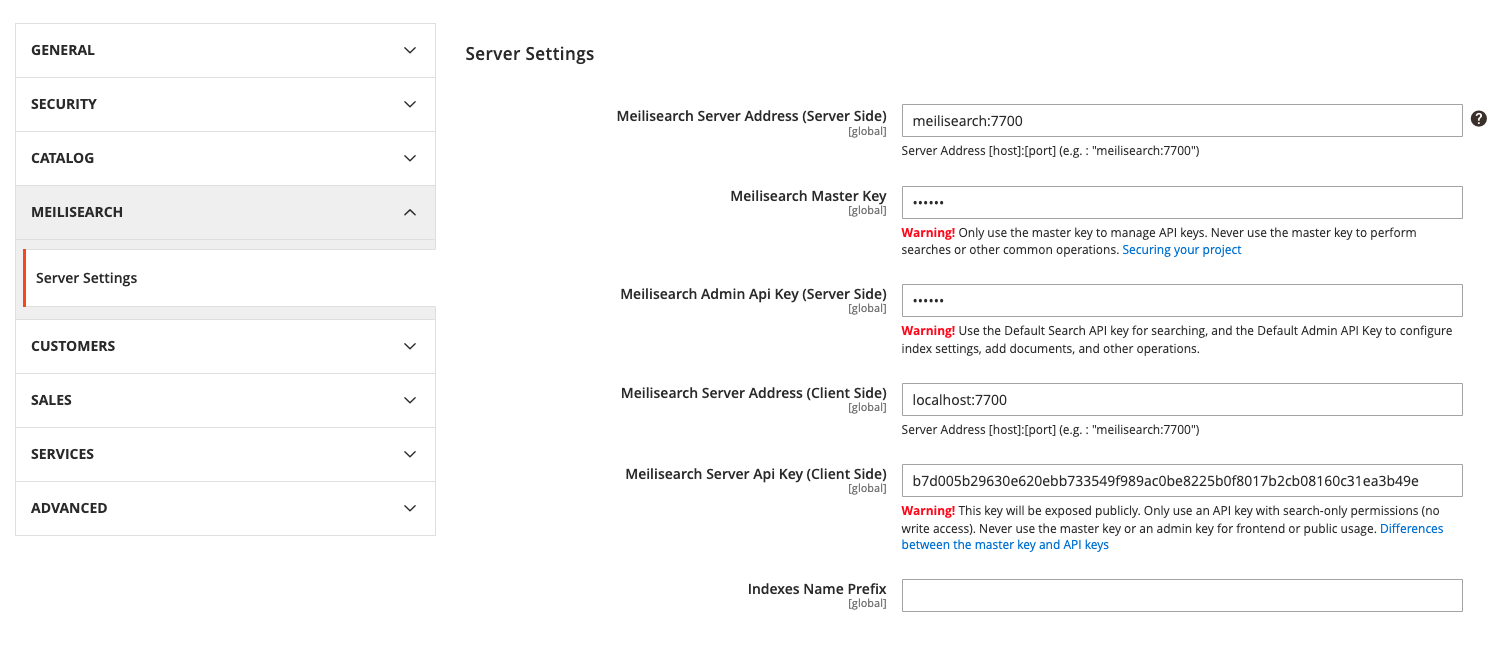 GENERAL
SECURITY
CATALOG
MEILISEARCH
Server Settings
CUSTOMERS
SALES
SERVICES
ADVANCED
Server Settings
Meilisearch Server Address (Server Side)
[global]
meilisearch:7700
?
Server Address [host]:[port] (e.g. : "meilisearch:7700")
Meilisearch Master Key
[global]
••••••
Warning! Only use the master key to manage API keys. Never use the master key to perform
searches or other common operations. Securing your project
Meilisearch Admin Api Key (Server Side)
[global]
••••••
Warning! Use the Default Search API key for searching, and the Default Admin API Key to configure
index settings, add documents, and other operations.
Meilisearch Server Address (Client Side)
[global]
localhost:7700
Server Address [host]:[port] (e.g. : "meilisearch:7700")
Meilisearch Server Api Key (Client Side)
[global]
b7d005b29630e620ebb733549f989ac0be8225b0f8017b2cb08160c31ea3b49e
Warning! This key will be exposed publicly. Only use an API key with search-only permissions (no
write access). Never use the master key or an admin key for frontend or public usage. Differences
between the master key and API keys
Indexes Name Prefix
[global]